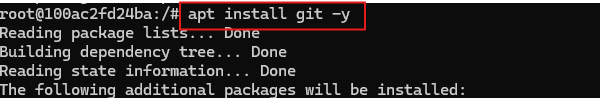 root@100ac2fd24ba:/# apt install git -y
Reading package lists... Done
Building dependency tree... Done
Reading state information... Done
The following additional packages will be installed: